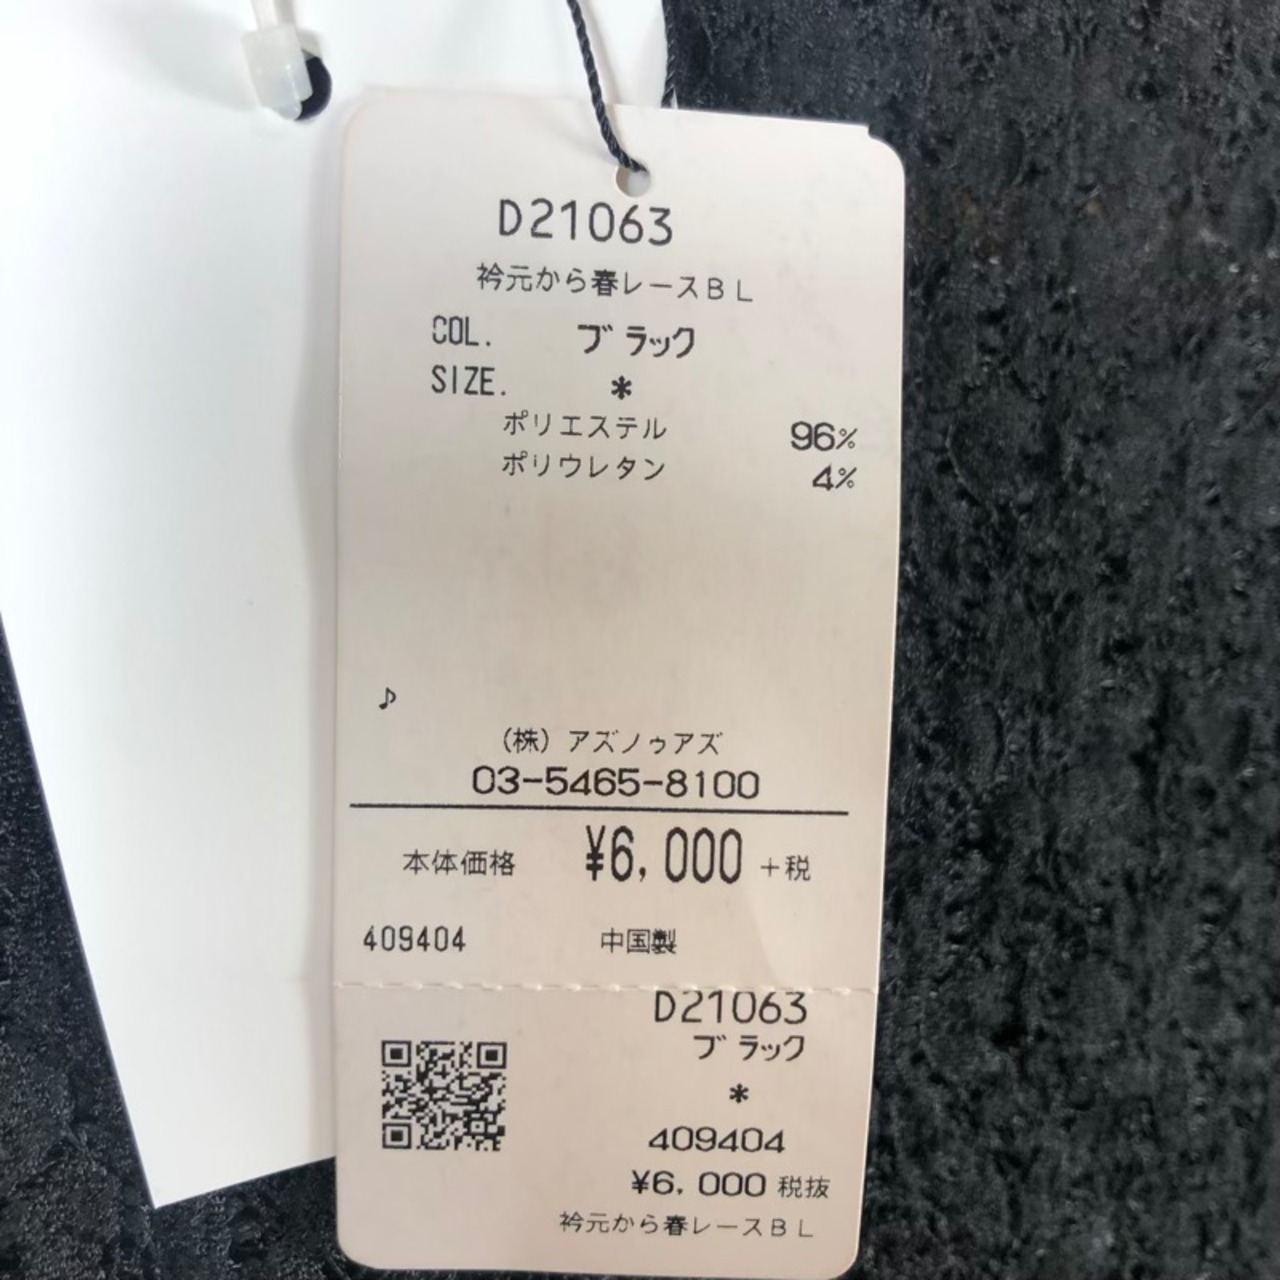 D21063
衿元から春レースＢＬ
COL. ブラック
SIZE. *
ポリエステル 96%
ポリウレタン 4%
♪
(株) アズノゥアズ
03-5465-8100
本体価格 ¥6,000 +税
409404 中国製
D21063
ブラック
*
409404
¥6,000 税抜
衿元から春レースＢＬ